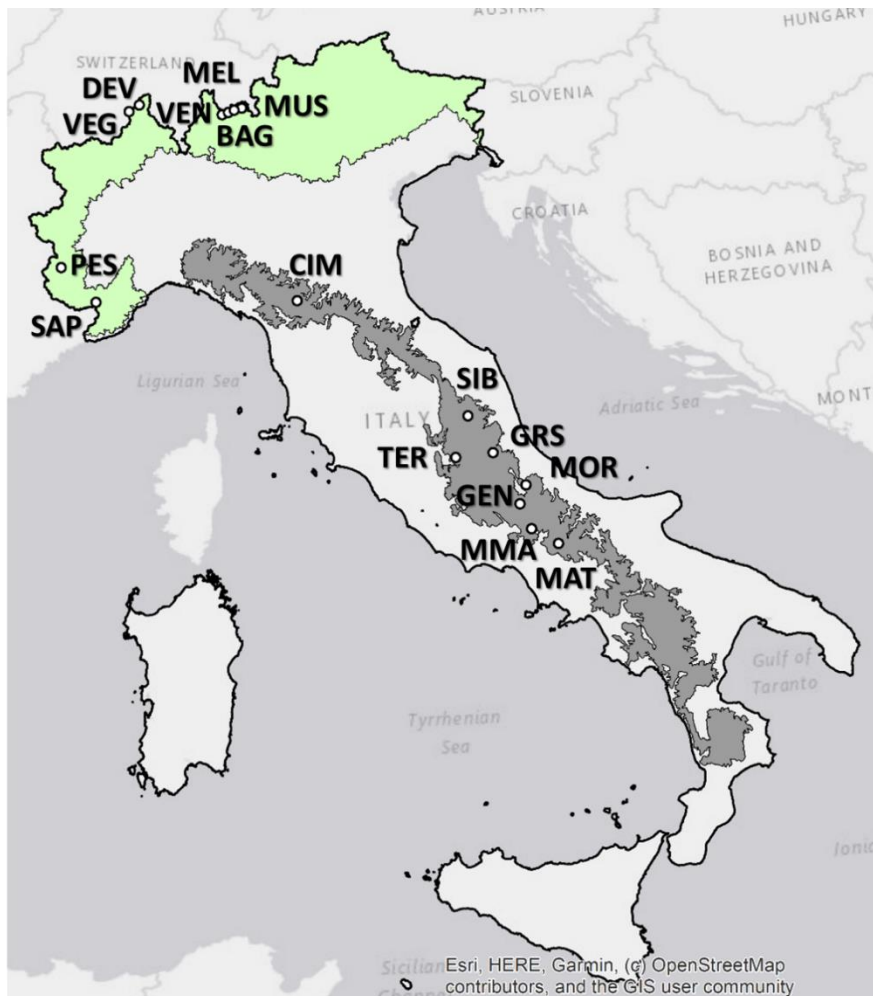 AUSTRIA
HUNGARY
SWITZERLAND
MEL
DEV
VEN
MUS
VEG
BAG
SLOVENIA
CROATIA
BOSNIA AND
HERZEGOVINA
PES
CIM
SAP
Ligurian Sea
SIB
MONT
Adriatic Sea
ITALY
GRS
TER
MOR
GEN
MMA
MAT
Gulf of
Taranto
Tyrrhenian
Sea
Ionia
Sicilian
Channel
Esri, HERE, Garmin, (c) OpenStreetMap
contributors, and the GIS user community